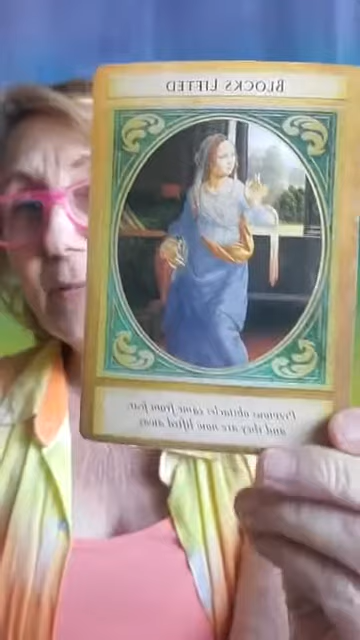 BLOCKS LIFTED
Previous obstacles came from fear,
and they are now lifted away.